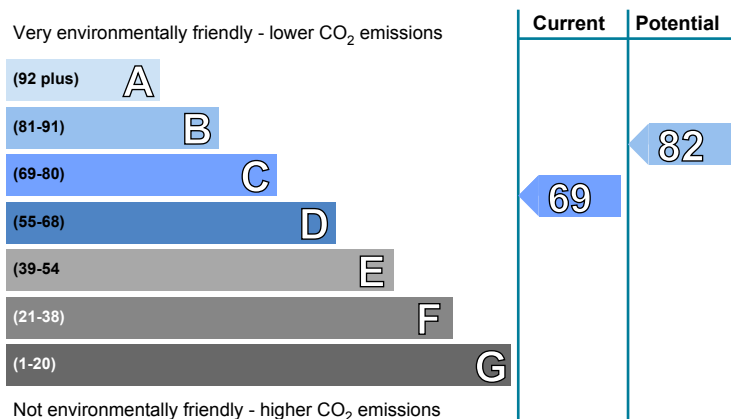 Current Potential
Very environmentally friendly - lower CO2 emissions
(92 plus) A
(81-91) B
82
(69-80) C
69
(55-68) D
(39-54 E
(21-38) F
(1-20) G
Not environmentally friendly - higher CO2 emissions